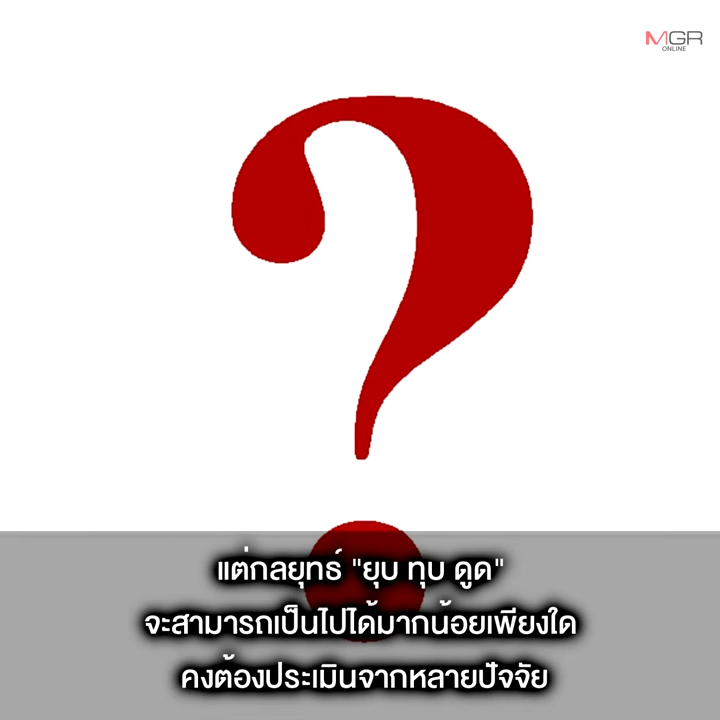 MGR
ONLINE
แต่กลยุทธ์ "ยุบ ทุบ ดูด"
จะสามารถเป็นไปได้มากน้อยเพียงใด
คงต้องประเมินจากหลายปัจจัย